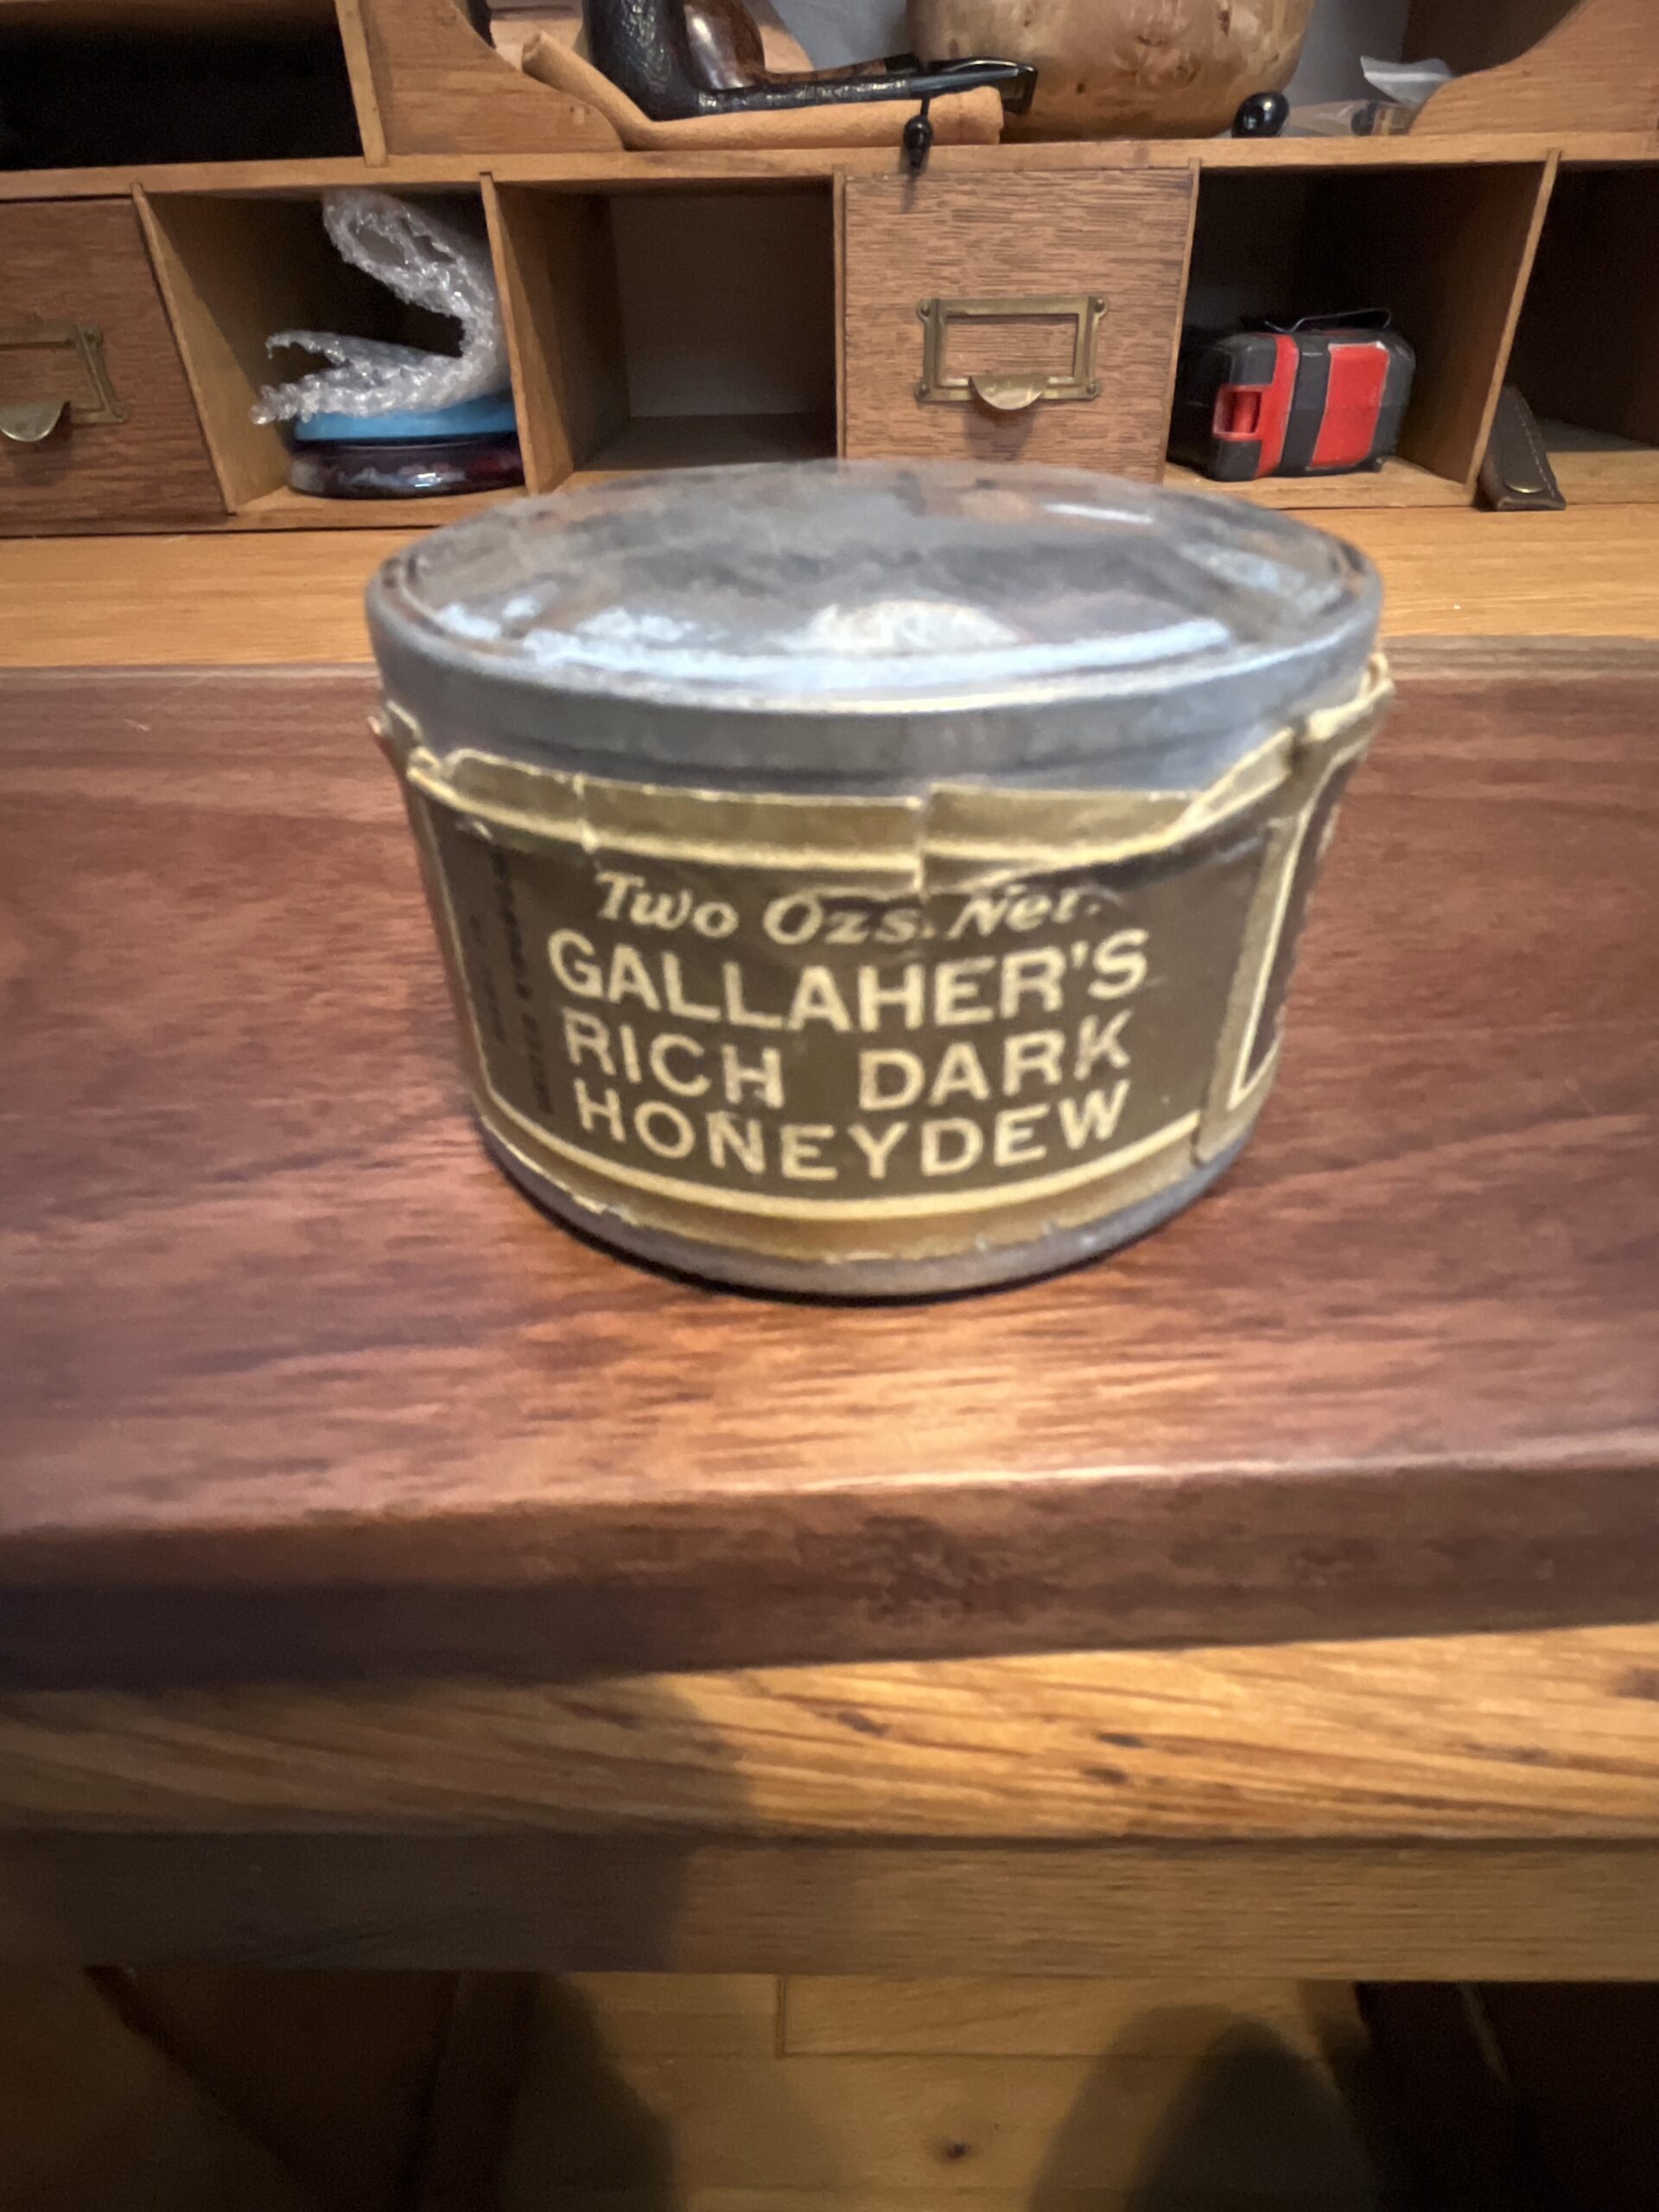 Two Ozs. Net.
GALLAHER'S
RICH DARK
HONEYDEW